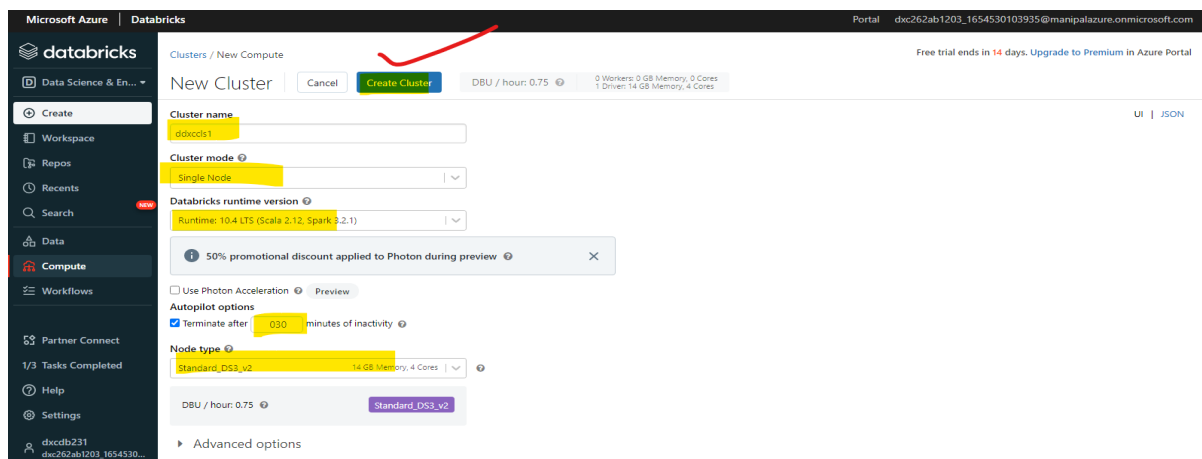 Microsoft Azure | Databricks
Portal dxc262ab1203_1654530103935@manipalazure.onmicrosoft.com
databricks
Data Science & En...
Create
Workspace
Repos
Recents
Search
NEW
Data
Compute
Workflows
Partner Connect
1/3 Tasks Completed
Help
Settings
dxcdb231
dxc262ab1203_1654530...
Clusters / New Compute
Free trial ends in 14 days. Upgrade to Premium in Azure Portal
New Cluster
Cancel
Create Cluster
DBU / hour: 0.75
0 Workers: 0 GB Memory, 0 Cores
1 Driver: 14 GB Memory, 4 Cores
UI | JSON
Cluster name
ddxccls1
Cluster mode
Single Node
Databricks runtime version
Runtime: 10.4 LTS (Scala 2.12, Spark 3.2.1)
50% promotional discount applied to Photon during preview
Use Photon Acceleration Preview
Autopilot options
Terminate after 030 minutes of inactivity
Node type
Standard_DS3_v2 14 GB Memory, 4 Cores
DBU / hour: 0.75 Standard_DS3_v2
Advanced options